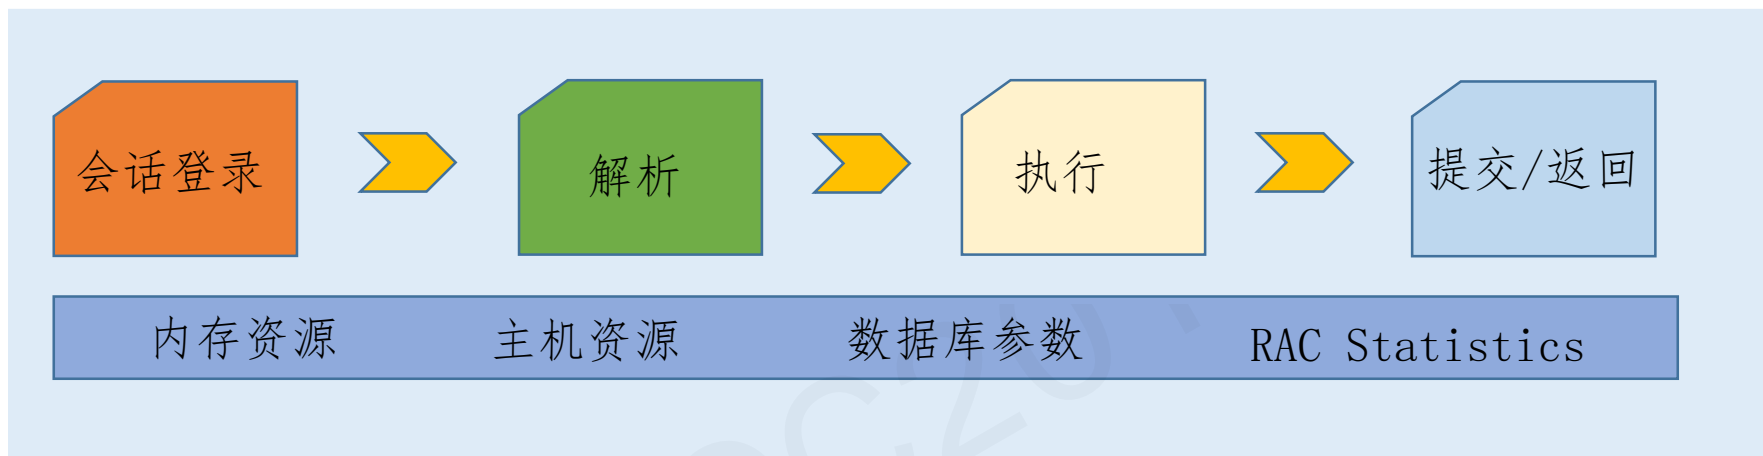 会话登录
解析
执行
提交/返回
内存资源 主机资源 数据库参数 RAC Statistics